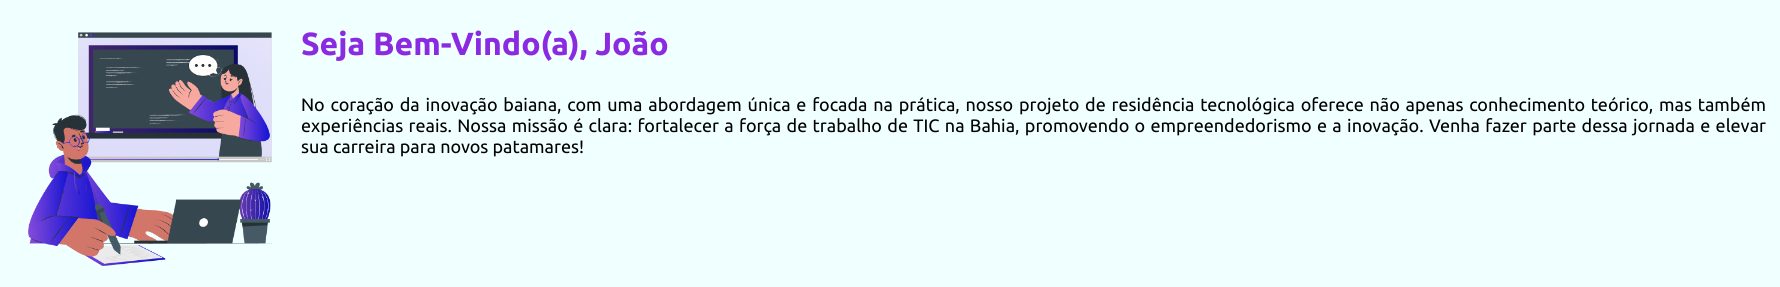 Seja Bem-Vindo(a), João
No coração da inovação baiana, com uma abordagem única e focada na prática, nosso projeto de residência tecnológica oferece não apenas conhecimento teórico, mas também
experiências reais. Nossa missão é clara: fortalecer a força de trabalho de TIC na Bahia, promovendo o empreendedorismo e a inovação. Venha fazer parte dessa jornada e elevar
sua carreira para novos patamares!